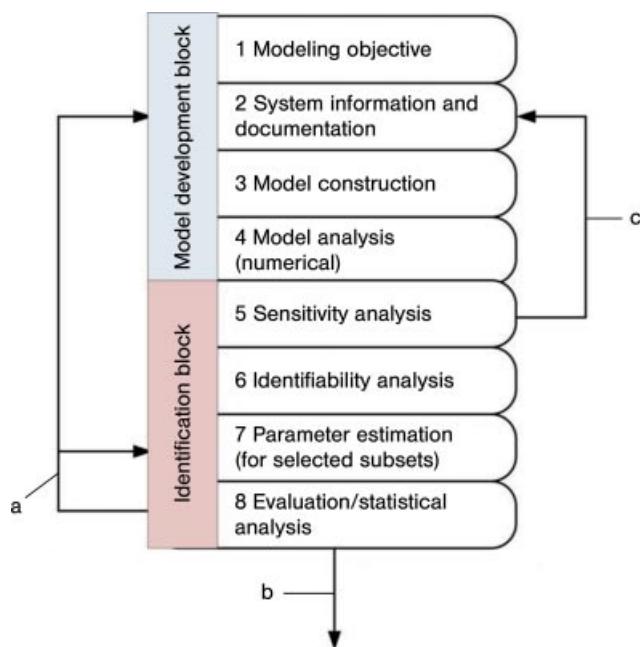 Model development block
1 Modeling objective
2 System information and
documentation
3 Model construction
4 Model analysis
(numerical)
Identification block
5 Sensitivity analysis
6 Identifiability analysis
7 Parameter estimation
(for selected subsets)
8 Evaluation/statistical
analysis
a
b
c